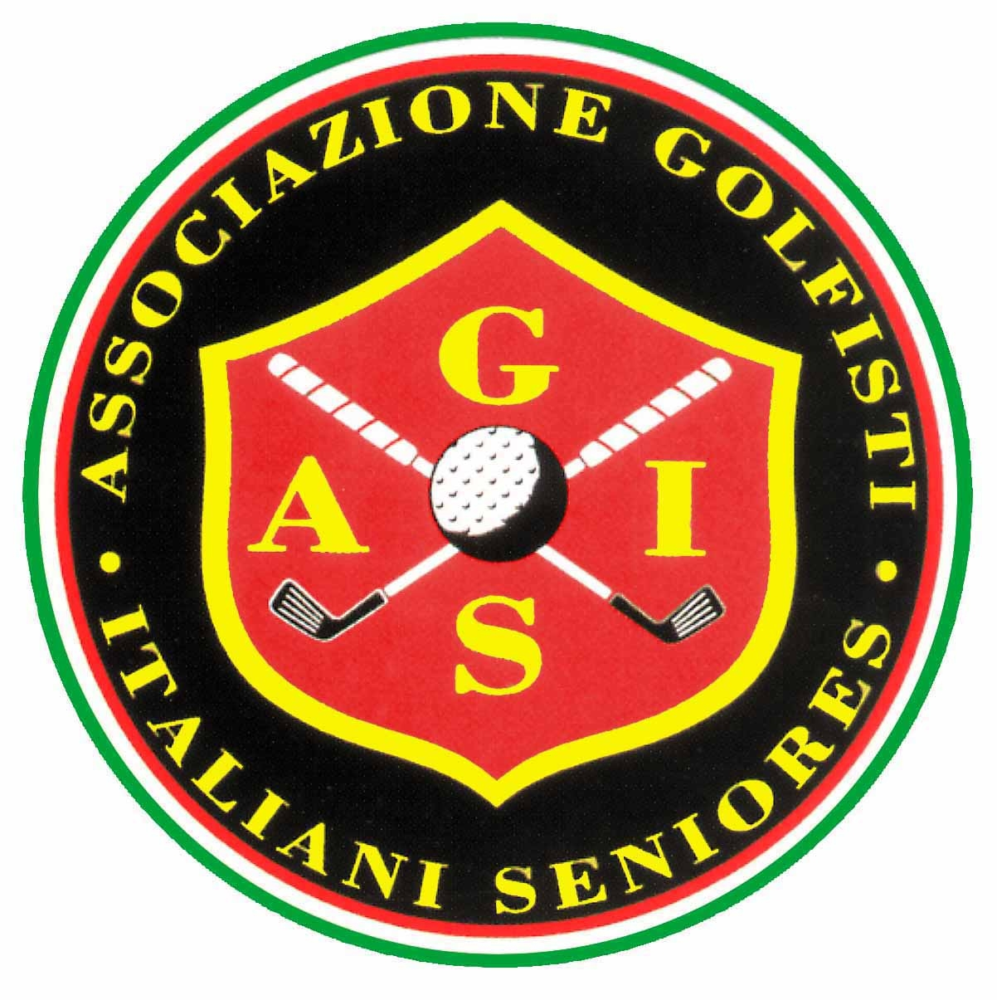 ASSOCIAZIONE GOLFISTI
• ITALIANI SENIORES •
G
A I
S